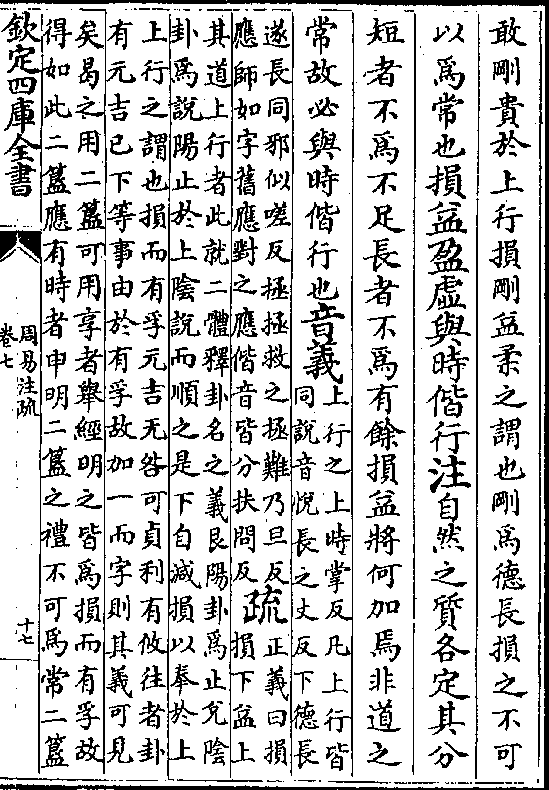 敢剛貴於上行損剛益柔之謂也剛爲德長損之不可
以爲常也損益盈虛與時偕行注自然之質各定其分
短者不爲不足長者不爲有餘損益將何加焉非道之
常故必與時偕行也音義上行之上時掌反凡上行皆
同說音悅長之丈反下德長
遂長同邪似嗟反拯拯救之拯難乃旦反
應師如字舊應對之應偕音皆分扶問反
疏正義曰損
損下益上
其道上行者此就二體釋卦名之義艮陽卦爲止兌陰
卦爲說陽止於上陰說而順之是下自減損以奉於上
上行之謂也損而有孚元吉无咎可貞利有攸往者卦
有元吉已下等事由於有孚故加一而字則其義可見
矣曷之用二簋可用享者舉經明之皆爲損而有孚故
得如此二簋應有時者申明二簋之禮不可爲常二簋
欽定四庫全書
周易注疏
卷七
十七